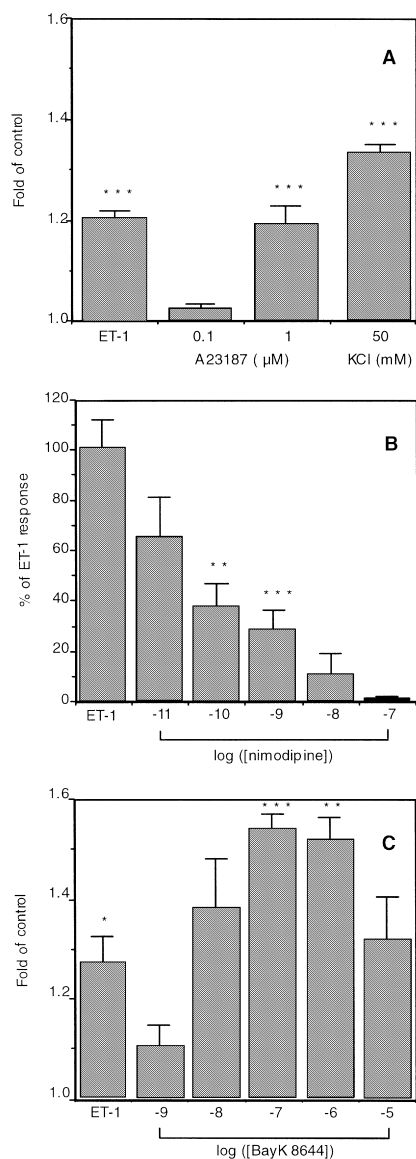 1.6
A
1.4
* * *
* * *
* * *
1.2
1.0
Fold of control
ET-1 0.1 1 50
A23187 ( µM) KCl (mM)
120
B
100
80
60
* *
40
* * *
20
0
% of ET-1 response
ET-1 -11 -10 -9 -8 -7
log ([nimodipine])
1.6
* * * * *
C
1.4
*
1.2
1.0
Fold of control
ET-1 -9 -8 -7 -6 -5
log ([BayK 8644])